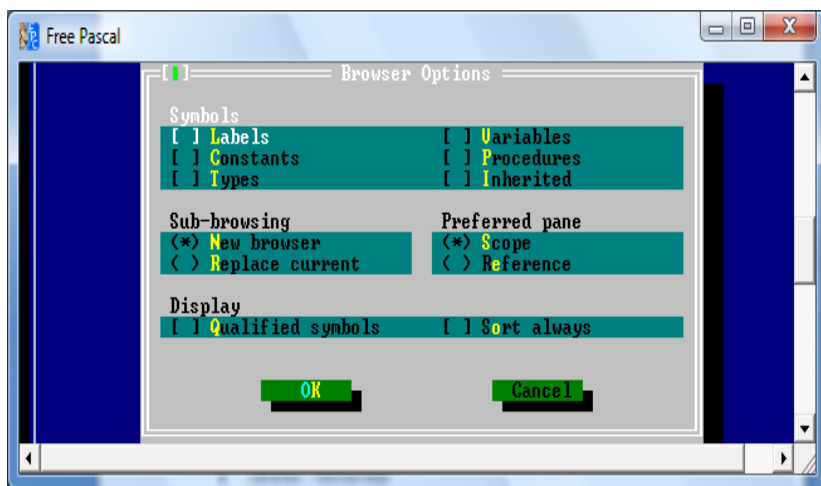 Free Pascal
Browser Options
Symbols
[ ] Labels [ ] Variables
[ ] Constants [ ] Procedures
[ ] Types [ ] Inherited
Sub-browsing Preferred pane
(*) New browser (*) Scope
( ) Replace current ( ) Reference
Display
[ ] Qualified symbols [ ] Sort always
OK Cancel